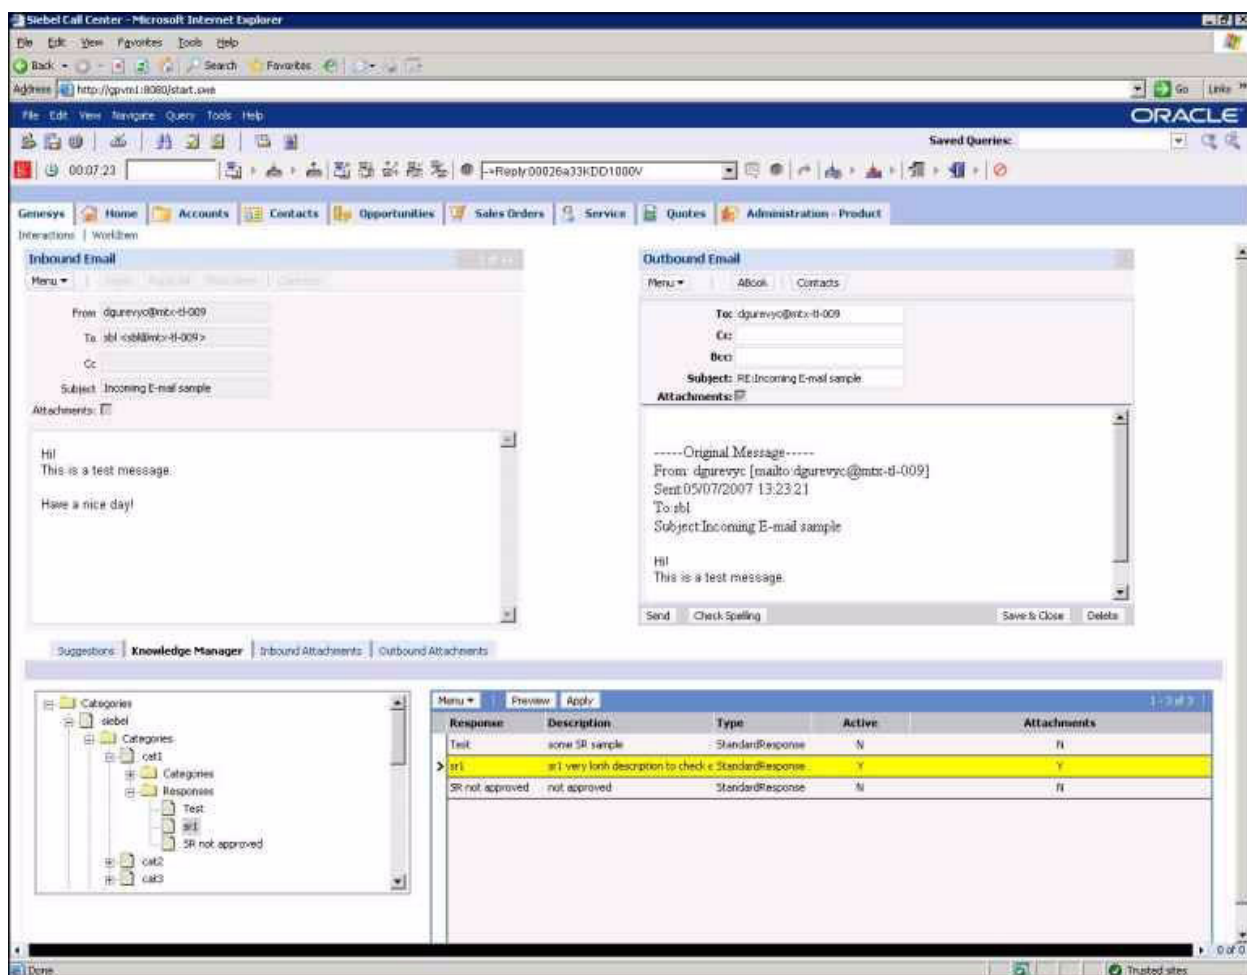 Siebel Call Center - Microsoft Internet Explorer
File Edit View Favorites Tools Help
Back Search Favorites
Address http://gpvm1:8080/start.swe Go Links
File Edit View Navigate Query Tools Help ORACLE
Saved Queries:
00:07:23 -->Reply:00026a33KDD1000V
Genesys Home Accounts Contacts Opportunities Sales Orders Service Quotes Administration - Product
Interactions WorkItem
Inbound Email
Menu
From dgurevyc@mtx-tl-009
To sbl <sbl@mtx-tl-009>
Cc
Subject Incoming E-mail sample
Attachments:
Hi!
This is a test message.
Have a nice day!
Outbound Email
Menu ABook Contacts
To: dgurevyc@mtx-tl-009
Cc:
Bcc:
Subject: RE:Incoming E-mail sample
Attachments:
-----Original Message-----
From: dgurevyc [mailto:dgurevyc@mtx-tl-009]
Sent:05/07/2007 13:23:21
To:sbl
Subject:Incoming E-mail sample
Hi!
This is a test message.
Send Check Spelling Save & Close Delete
Suggestions Knowledge Manager Inbound Attachments Outbound Attachments
Categories
siebel
Categories
cat1
Categories
Responses
Test
sr1
SR not approved
cat2
cat3
Menu Preview Apply 1 - 3 of 3
Response Description Type Active Attachments
Test some SR sample StandardResponse N N
sr1 sr1 very lonh description to check c StandardResponse Y Y
SR not approved not approved StandardResponse N N
0 of 0
Done Trusted sites